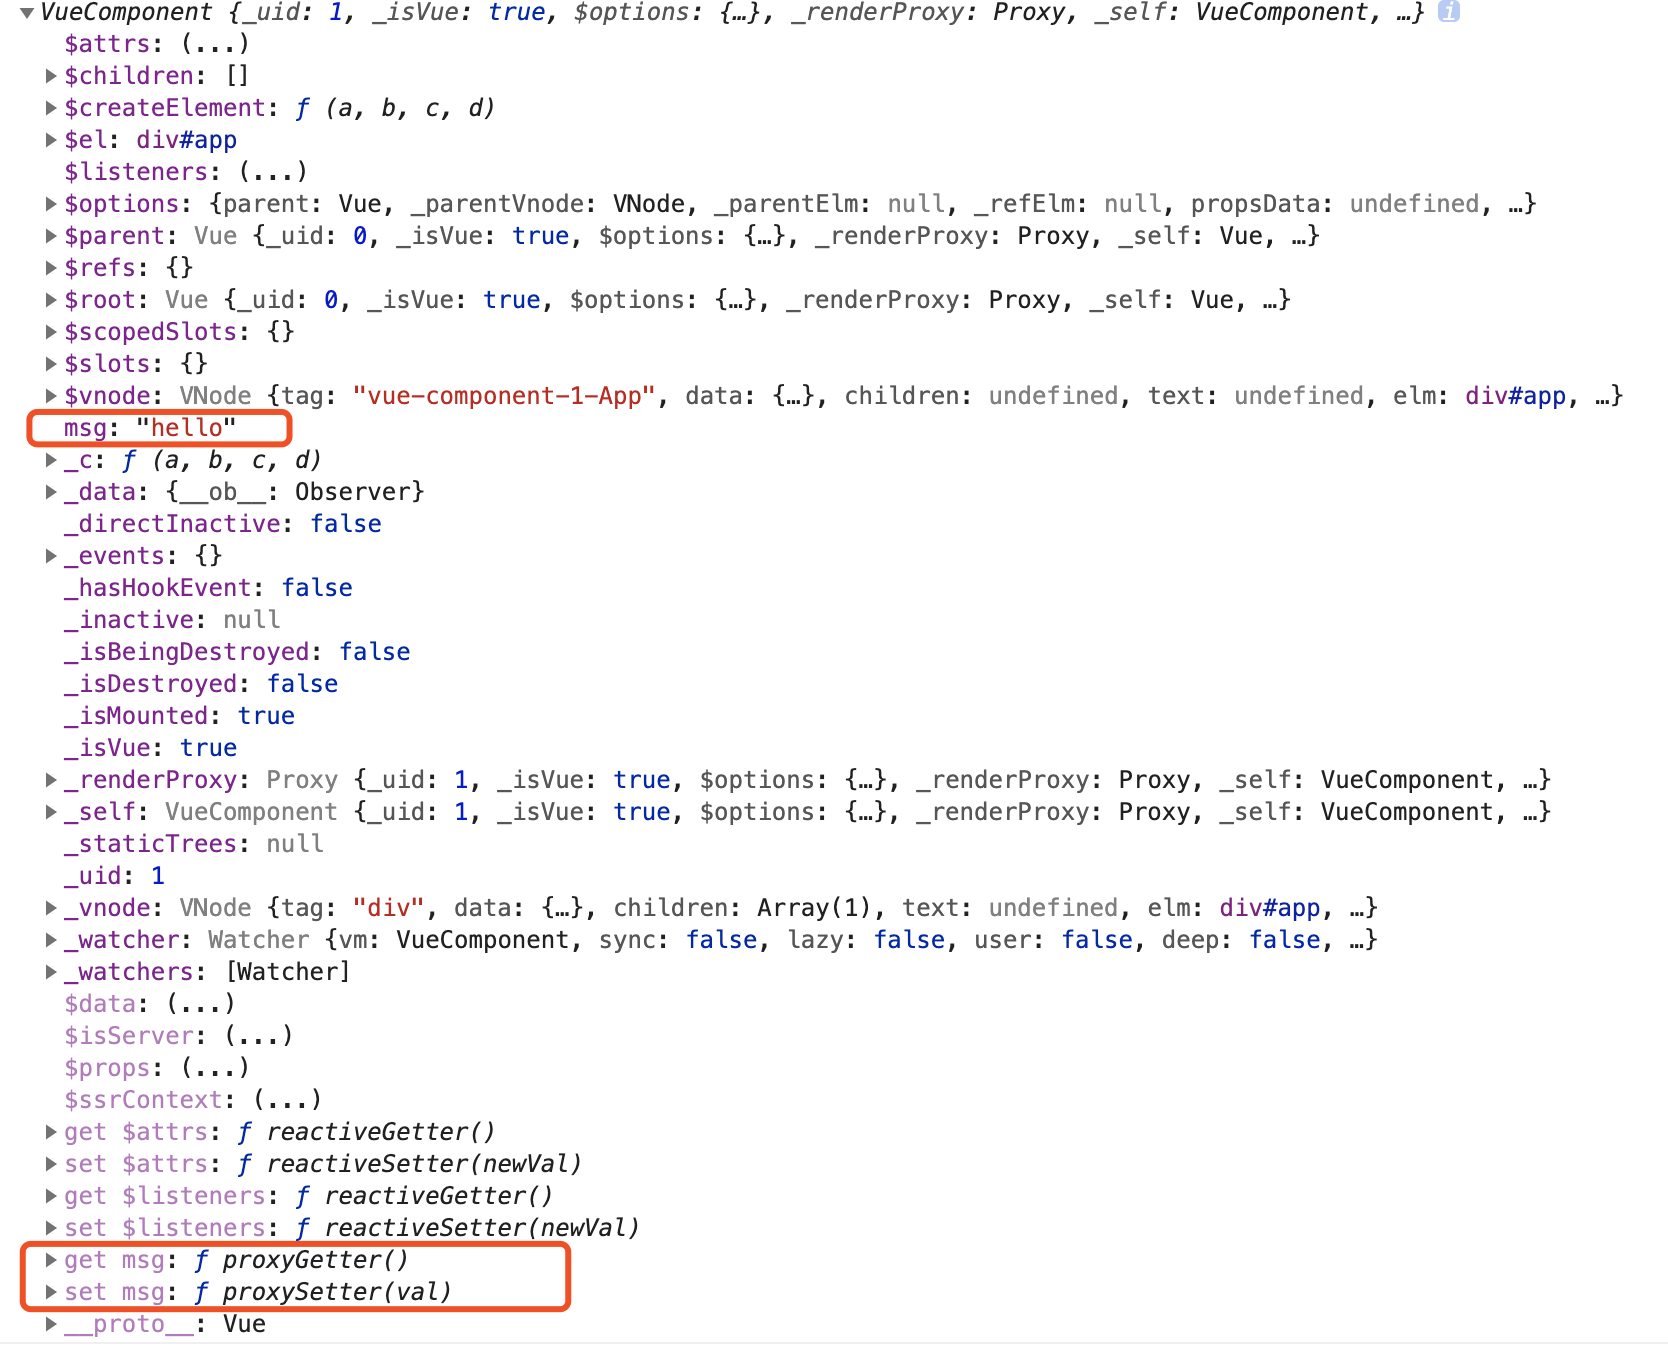 ▼VueComponent {_uid: 1, _isVue: true, $options: {…}, _renderProxy: Proxy, _self: VueComponent, …} i
$attrs: (...)
▶$children: []
▶$createElement: ƒ (a, b, c, d)
▶$el: div#app
$listeners: (...)
▶$options: {parent: Vue, _parentVnode: VNode, _parentElm: null, _refElm: null, propsData: undefined, …}
▶$parent: Vue {_uid: 0, _isVue: true, $options: {…}, _renderProxy: Proxy, _self: Vue, …}
▶$refs: {}
▶$root: Vue {_uid: 0, _isVue: true, $options: {…}, _renderProxy: Proxy, _self: Vue, …}
▶$scopedSlots: {}
▶$slots: {}
▶$vnode: VNode {tag: "vue-component-1-App", data: {…}, children: undefined, text: undefined, elm: div#app, …}
msg: "hello"
▶_c: ƒ (a, b, c, d)
▶_data: {__ob__: Observer}
_directInactive: false
▶_events: {}
_hasHookEvent: false
_inactive: null
_isBeingDestroyed: false
_isDestroyed: false
_isMounted: true
_isVue: true
▶_renderProxy: Proxy {_uid: 1, _isVue: true, $options: {…}, _renderProxy: Proxy, _self: VueComponent, …}
▶_self: VueComponent {_uid: 1, _isVue: true, $options: {…}, _renderProxy: Proxy, _self: VueComponent, …}
_staticTrees: null
_uid: 1
▶_vnode: VNode {tag: "div", data: {…}, children: Array(1), text: undefined, elm: div#app, …}
▶_watcher: Watcher {vm: VueComponent, sync: false, lazy: false, user: false, deep: false, …}
▶_watchers: [Watcher]
$data: (...)
$isServer: (...)
$props: (...)
$ssrContext: (...)
▶get $attrs: ƒ reactiveGetter()
▶set $attrs: ƒ reactiveSetter(newVal)
▶get $listeners: ƒ reactiveGetter()
▶set $listeners: ƒ reactiveSetter(newVal)
▶get msg: ƒ proxyGetter()
▶set msg: ƒ proxySetter(val)
▶__proto__: Vue